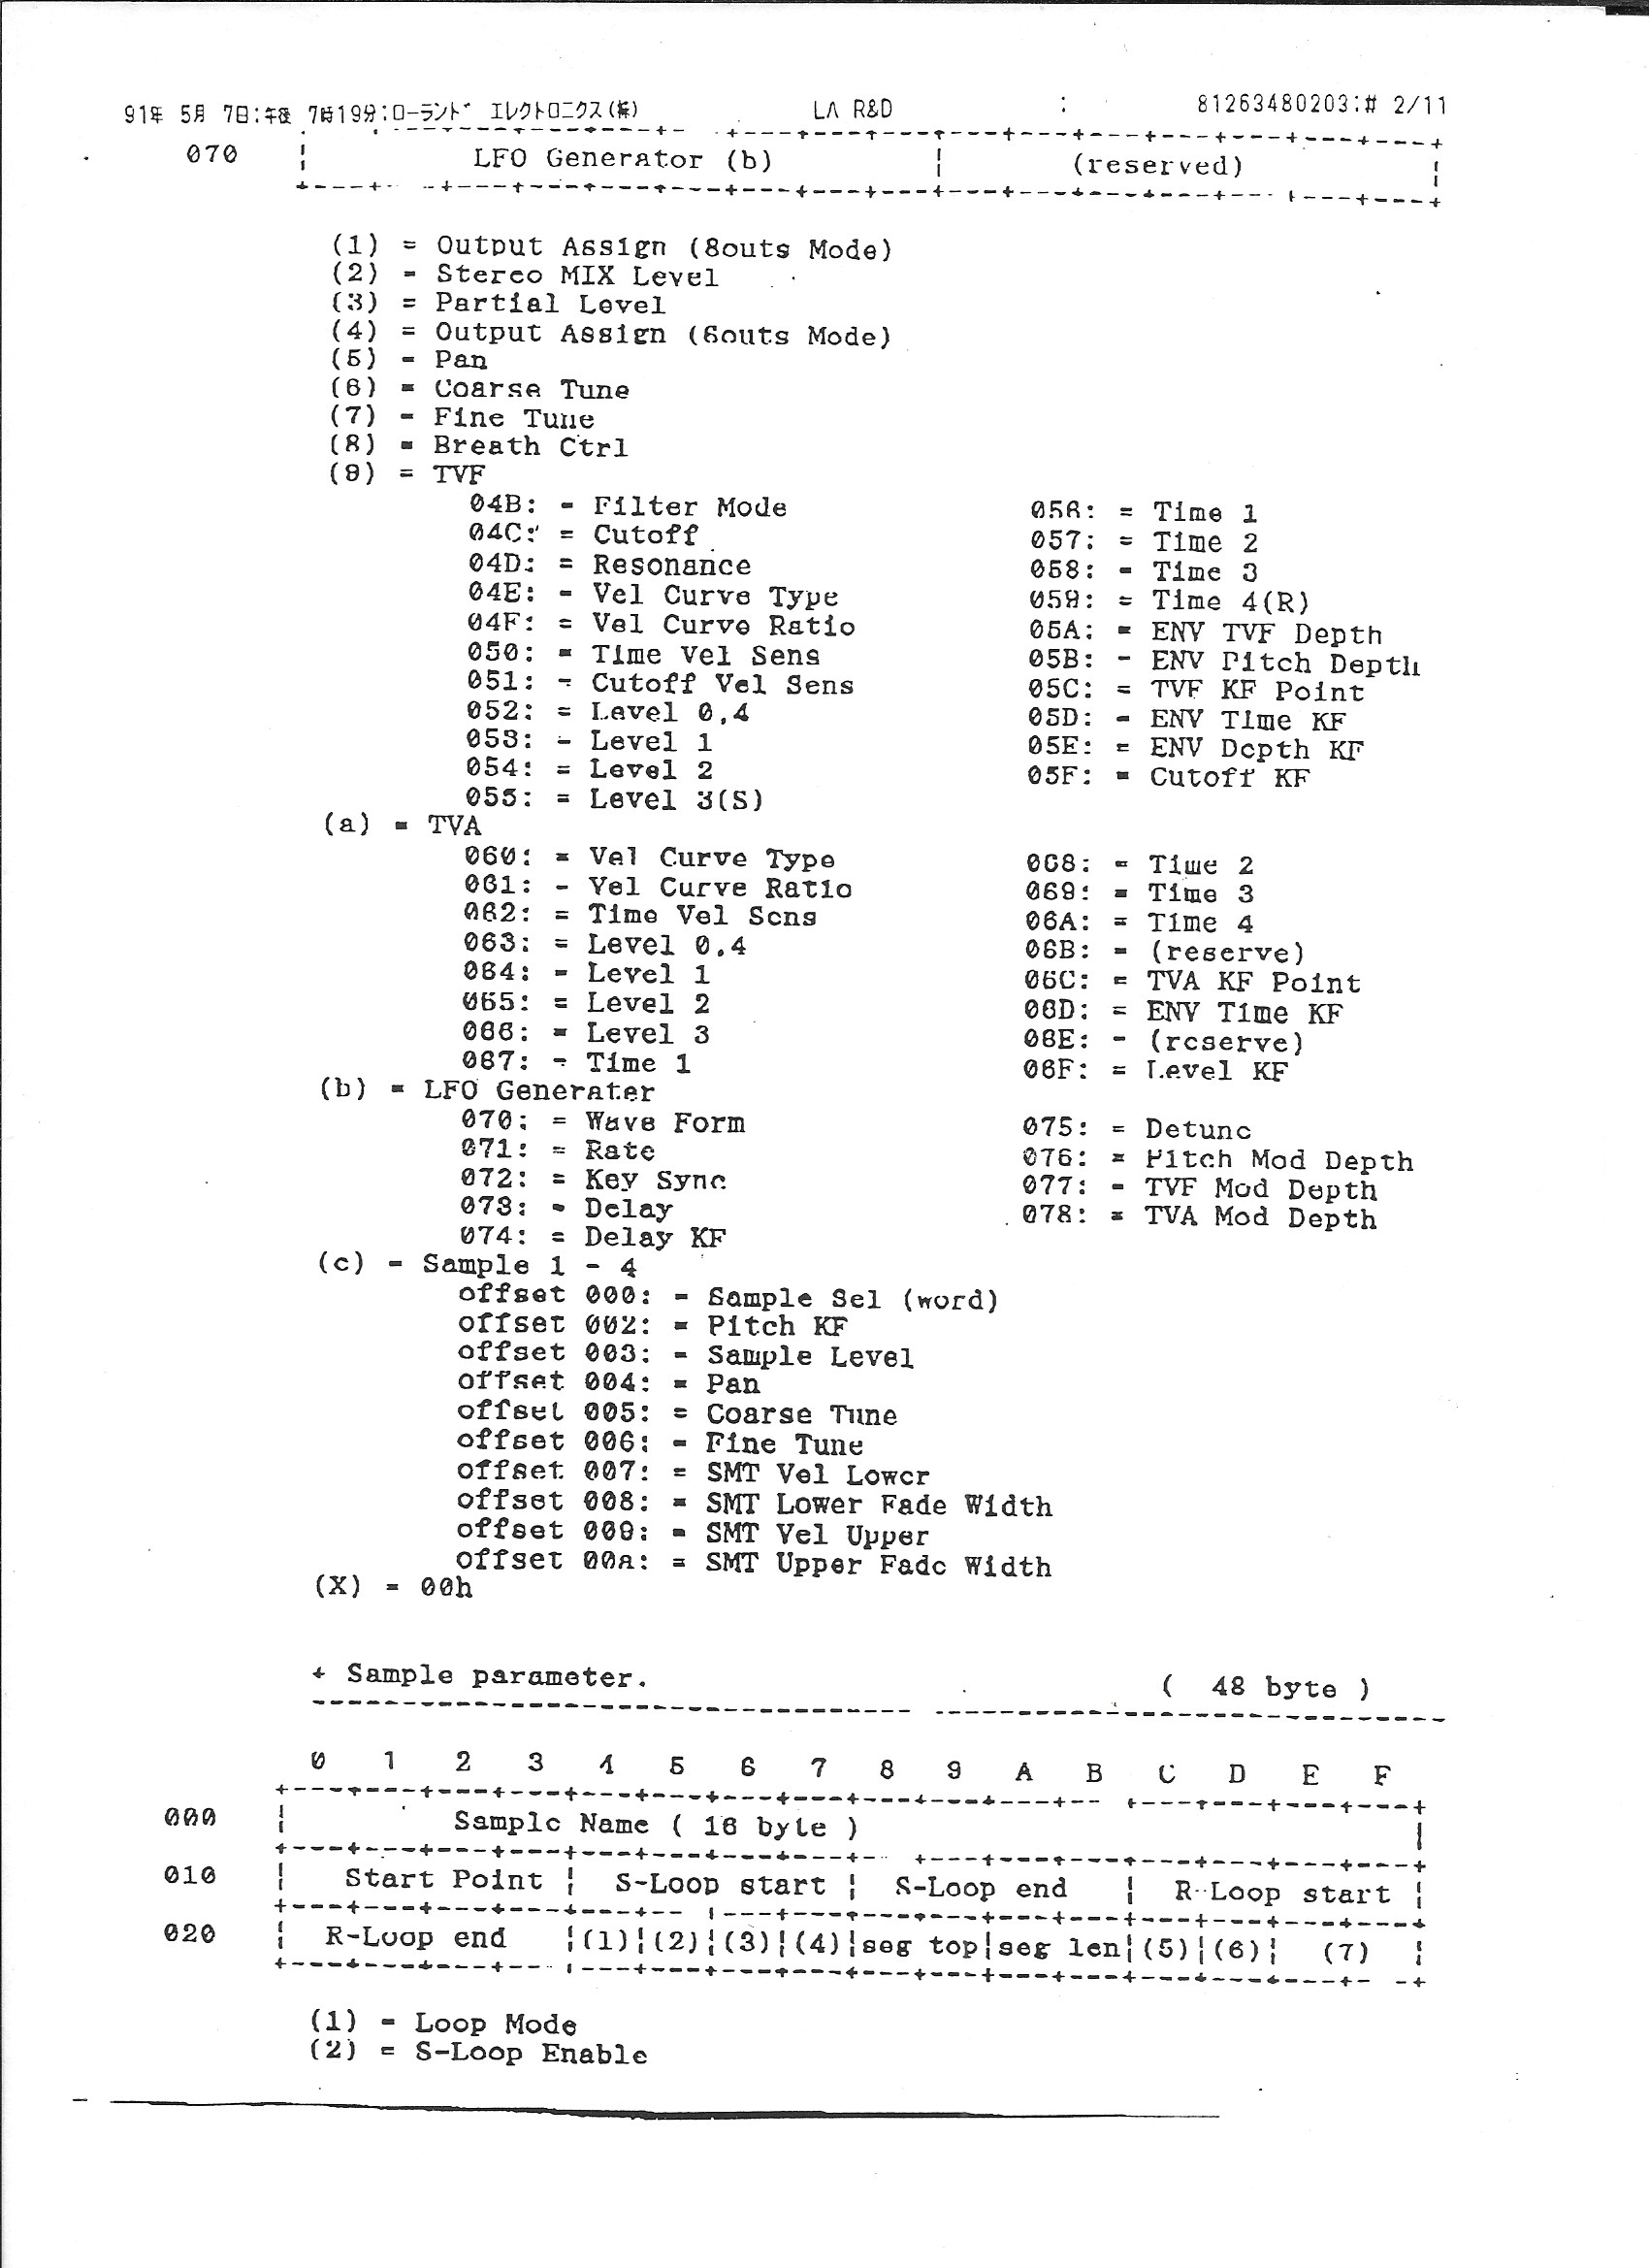 91年 5月 7日:午後 7時19分:ローランド エレクトロニクス(株) LA R&D : 81263480203:# 2/11
070 ¦ LFO Generator (b) ¦ (reserved) ¦
(1) = Output Assign (8outs Mode)
(2) = Stereo MIX Level
(3) = Partial Level
(4) = Output Assign (6outs Mode)
(5) = Pan
(6) = Coarse Tune
(7) = Fine Tune
(8) = Breath Ctrl
(9) = TVF
04B: = Filter Mode 056: = Time 1
04C: = Cutoff 057: = Time 2
04D: = Resonance 058: = Time 3
04E: = Vel Curve Type 059: = Time 4(R)
04F: = Vel Curve Ratio 05A: = ENV TVF Depth
050: = Time Vel Sens 05B: = ENV Pitch Depth
051: = Cutoff Vel Sens 05C: = TVF KF Point
052: = Level 0,4 05D: = ENV Time KF
053: = Level 1 05E: = ENV Depth KF
054: = Level 2 05F: = Cutoff KF
055: = Level 3(S)
(a) = TVA
060: = Vel Curve Type 068: = Time 2
061: = Vel Curve Ratio 069: = Time 3
062: = Time Vel Sens 06A: = Time 4
063: = Level 0,4 06B: = (reserve)
064: = Level 1 06C: = TVA KF Point
065: = Level 2 06D: = ENV Time KF
066: = Level 3 06E: = (reserve)
067: = Time 1 06F: = Level KF
(b) = LFO Generater
070: = Wave Form 075: = Detune
071: = Rate 076: = Pitch Mod Depth
072: = Key Sync 077: = TVF Mod Depth
073: = Delay 078: = TVA Mod Depth
074: = Delay KF
(c) = Sample 1 - 4
offset 000: = Sample Sel (word)
offset 002: = Pitch KF
offset 003: = Sample Level
offset 004: = Pan
offset 005: = Coarse Tune
offset 006: = Fine Tune
offset 007: = SMT Vel Lower
offset 008: = SMT Lower Fade Width
offset 009: = SMT Vel Upper
offset 00a: = SMT Upper Fade Width
(X) = 00h
+ Sample parameter. ( 48 byte )
0 1 2 3 4 5 6 7 8 9 A B C D E F
000 ¦ Sample Name ( 16 byte ) ¦
010 ¦ Start Point ¦ S-Loop start ¦ S-Loop end ¦ R-Loop start ¦
020 ¦ R-Loop end ¦(1)¦(2)¦(3)¦(4)¦seg top¦seg len¦(5)¦(6)¦ (7) ¦
(1) = Loop Mode
(2) = S-Loop Enable